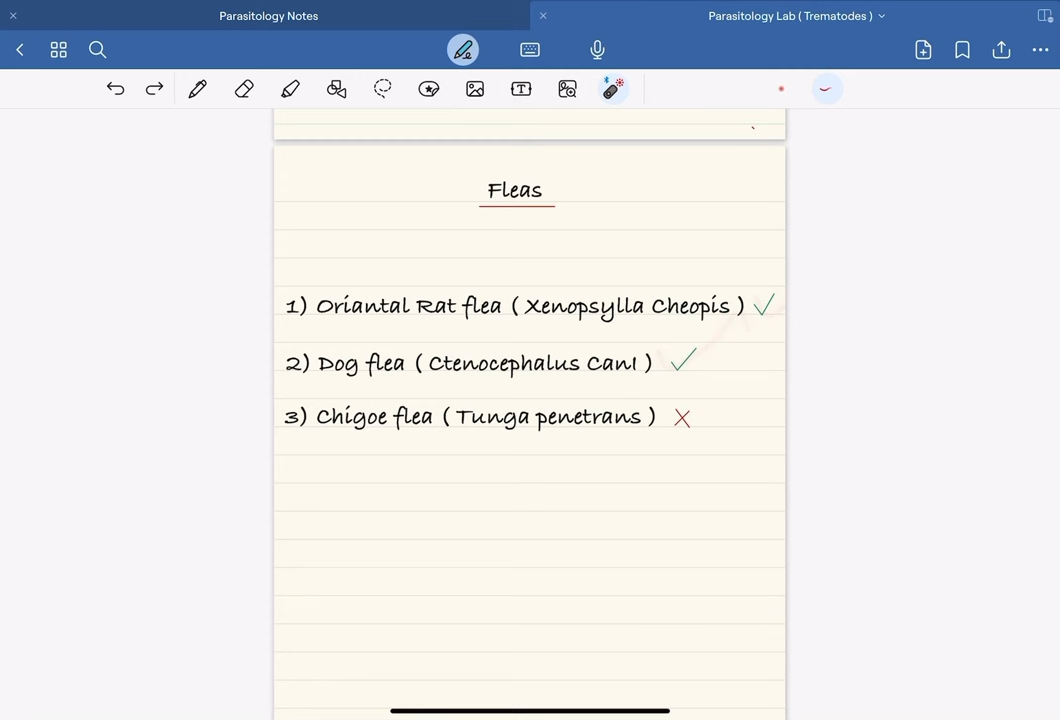 Parasitology Notes
Parasitology Lab ( Trematodes )
Fleas
1) Oriantal Rat flea ( Xenopsylla Cheopis ) ✓
2) Dog flea ( Ctenocephalus CanI ) ✓
3) Chigoe flea ( Tunga penetrans ) X